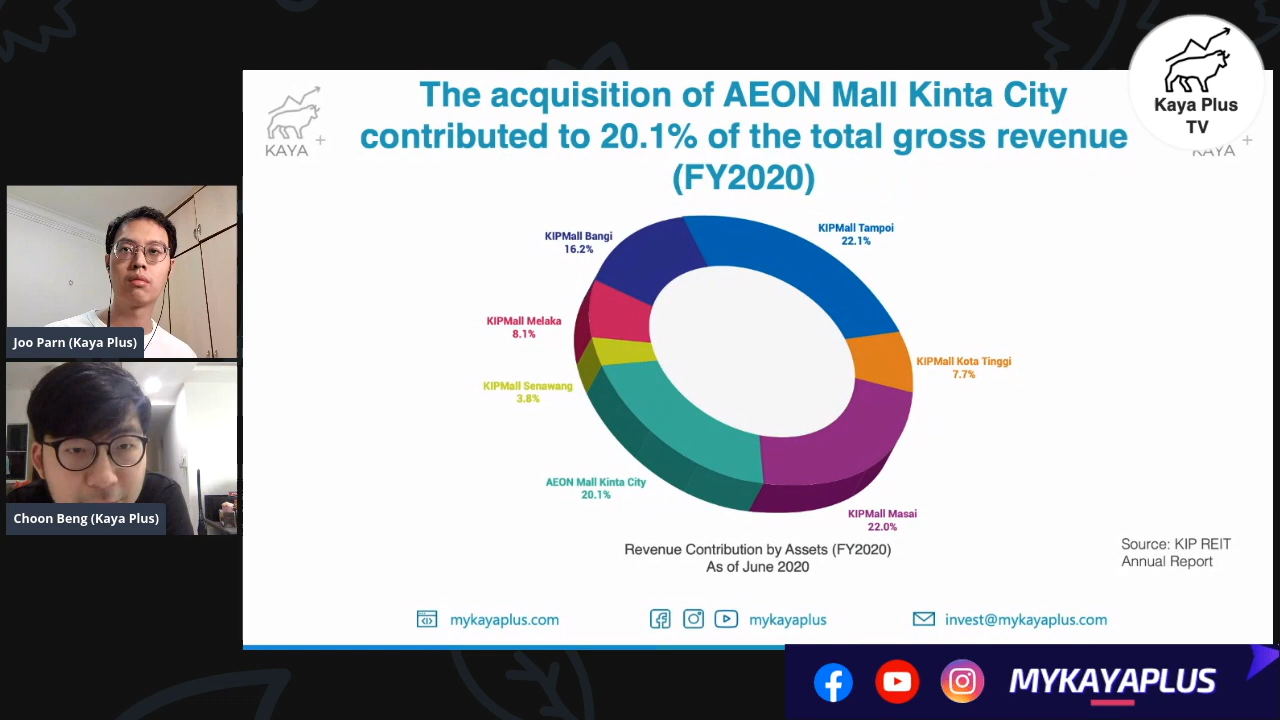 The acquisition of AEON Mall Kinta City
contributed to 20.1% of the total gross revenue
(FY2020)
KAYA +
Kaya Plus
TV
KAYA +
KIPMall Bangi
16.2%
KIPMall Tampoi
22.1%
KIPMall Melaka
8.1%
KIPMall Kota Tinggi
7.7%
KIPMall Senawang
3.8%
AEON Mall Kinta City
20.1%
KIPMall Masai
22.0%
Revenue Contribution by Assets (FY2020)
As of June 2020
Source: KIP REIT
Annual Report
Joo Parn (Kaya Plus)
Choon Beng (Kaya Plus)
mykayaplus.com
mykayaplus
invest@mykayaplus.com
MYKAYAPLUS